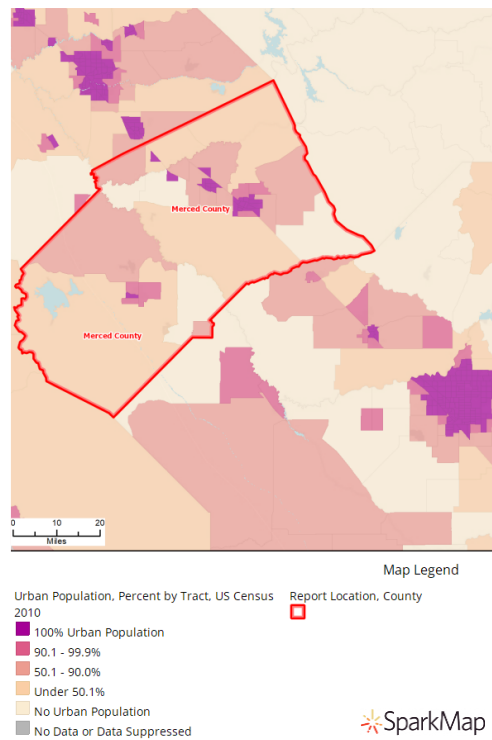 Merced County
Merced County
0 10 20
Miles
Map Legend
Urban Population, Percent by Tract, US Census
2010
100% Urban Population
90.1 - 99.9%
50.1 - 90.0%
Under 50.1%
No Urban Population
No Data or Data Suppressed
Report Location, County
SparkMap